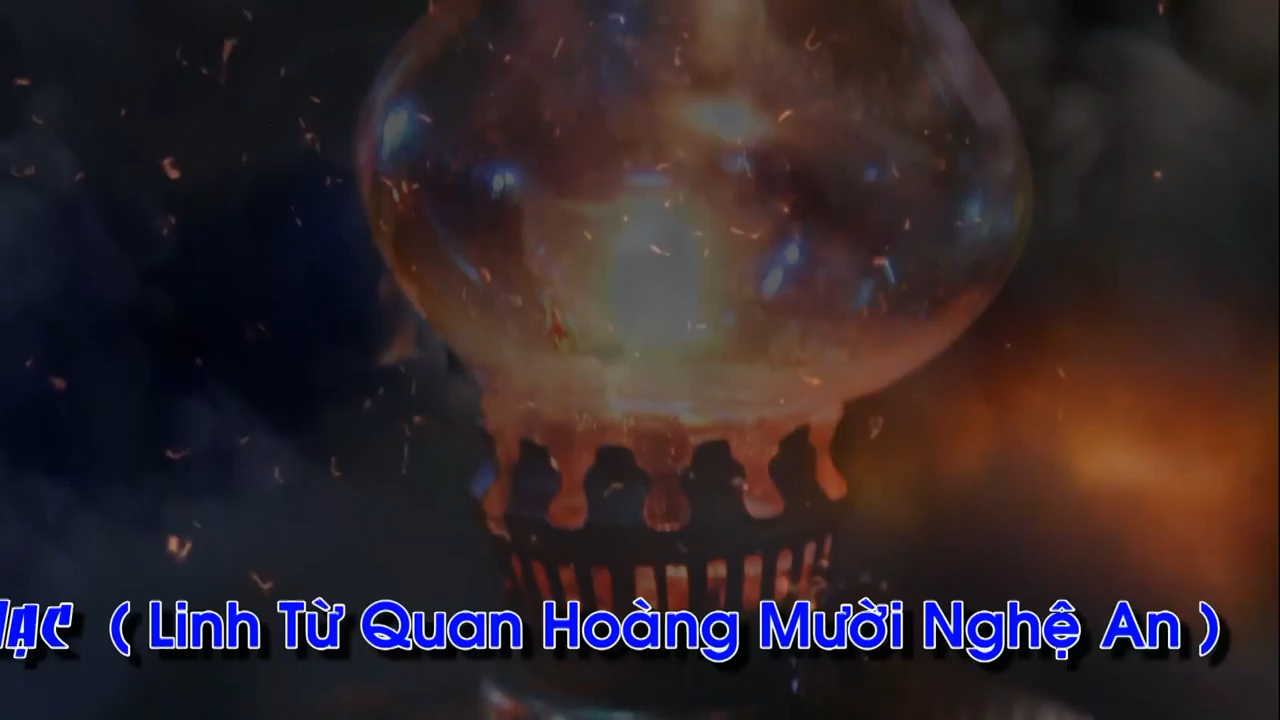 ( Linh Từ Quan Hoàng Mười Nghệ An )